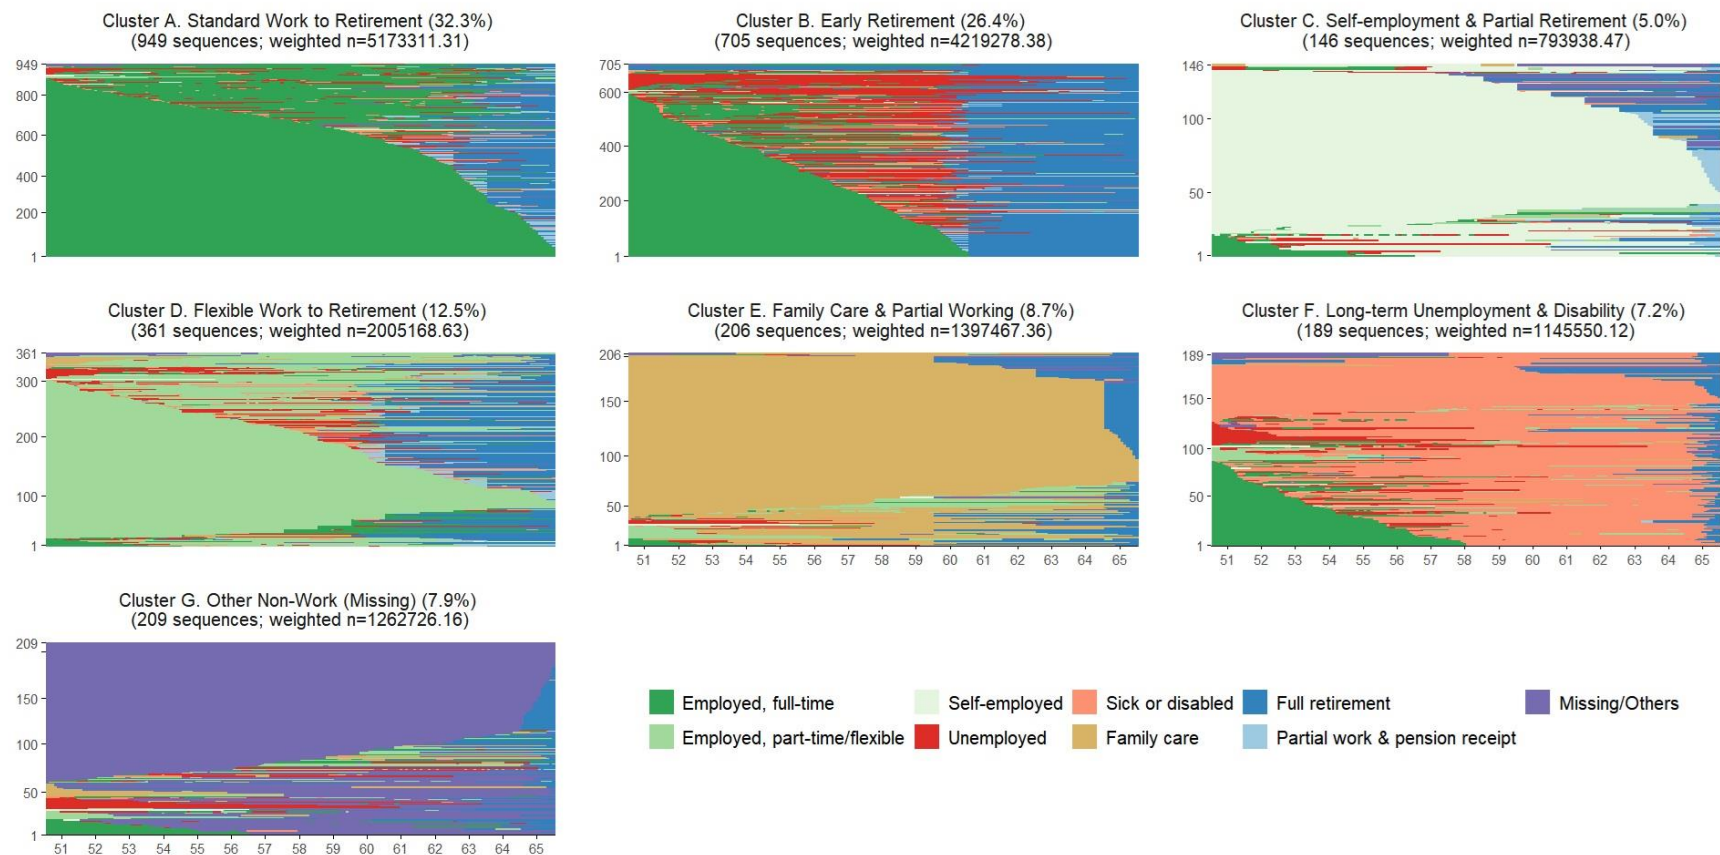 Cluster A. Standard Work to Retirement (32.3%)
(949 sequences; weighted n=5173311.31)
949
800
600
400
200
1
Cluster B. Early Retirement (26.4%)
(705 sequences; weighted n=4219278.38)
705
600
400
200
1
Cluster C. Self-employment & Partial Retirement (5.0%)
(146 sequences; weighted n=793938.47)
146
100
50
1
Cluster D. Flexible Work to Retirement (12.5%)
(361 sequences; weighted n=2005168.63)
361
300
200
100
1
Cluster E. Family Care & Partial Working (8.7%)
(206 sequences; weighted n=1397467.36)
206
150
100
50
1
51 52 53 54 55 56 57 58 59 60 61 62 63 64 65
Cluster F. Long-term Unemployment & Disability (7.2%)
(189 sequences; weighted n=1145550.12)
189
150
100
50
1
51 52 53 54 55 56 57 58 59 60 61 62 63 64 65
Cluster G. Other Non-Work (Missing) (7.9%)
(209 sequences; weighted n=1262726.16)
209
150
100
50
1
51 52 53 54 55 56 57 58 59 60 61 62 63 64 65
Employed, full-time Self-employed Sick or disabled Full retirement Missing/Others
Employed, part-time/flexible Unemployed Family care Partial work & pension receipt